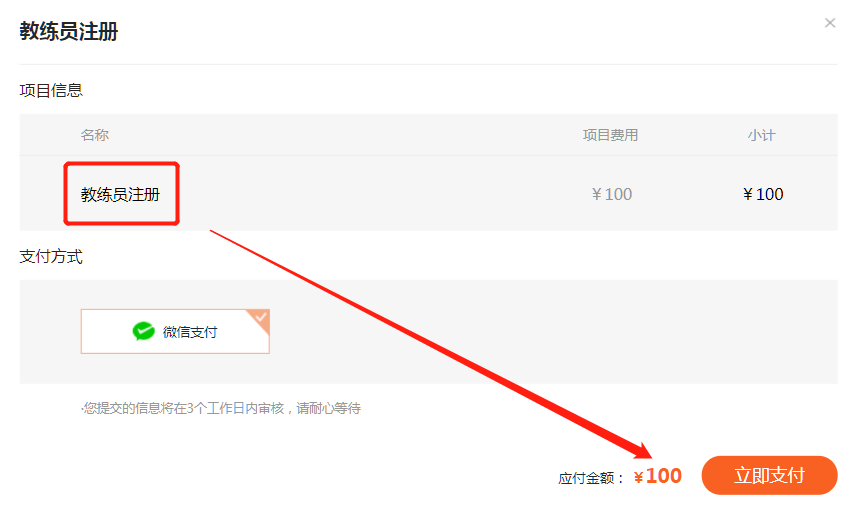 教练员注册
×
项目信息
名称 项目费用 小计
教练员注册 ￥100 ￥100
支付方式
微信支付
·您提交的信息将在3个工作日内审核，请耐心等待
应付金额： ￥100 立即支付